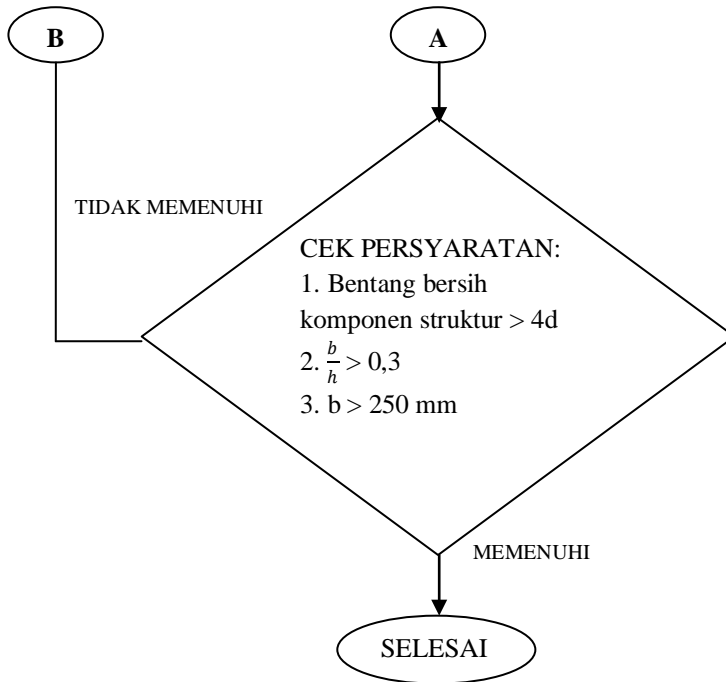 B
A
TIDAK MEMENUHI
CEK PERSYARATAN:
1. Bentang bersih
komponen struktur > 4d
2. b/h > 0,3
3. b > 250 mm
MEMENUHI
SELESAI